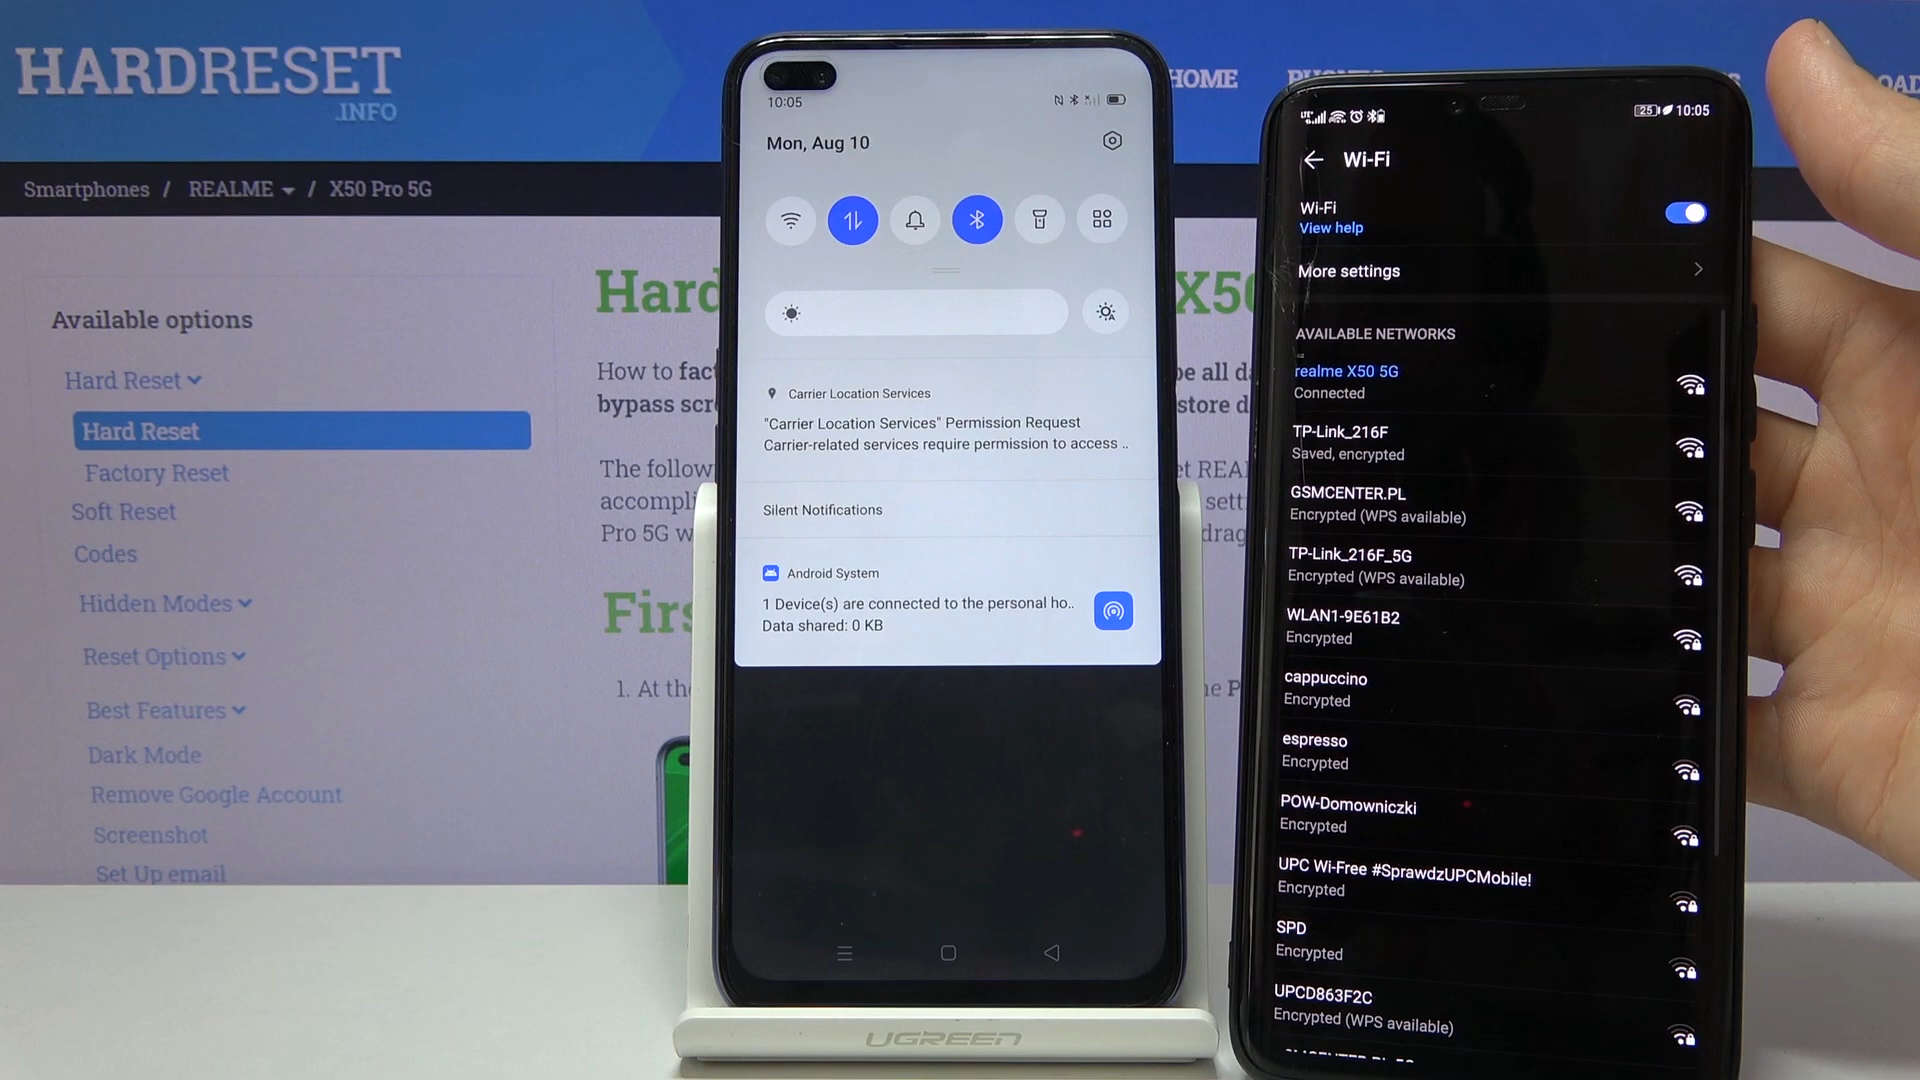 HARDRESET
.INFO
HOME
Smartphones / REALME / X50 Pro 5G
Available options
Hard Reset
Hard Reset
Factory Reset
Soft Reset
Codes
Hidden Modes
Reset Options
Best Features
Dark Mode
Remove Google Account
Screenshot
Set Up email
Hard
X50
How to
bypass
The
Pro 5G
1. At
10:05
Mon, Aug 10
Carrier Location Services
"Carrier Location Services" Permission Request
Carrier-related services require permission to access ..
Silent Notifications
Android System
1 Device(s) are connected to the personal ho..
Data shared: 0 KB
UGREEN
25 10:05
Wi-Fi
Wi-Fi
View help
More settings
AVAILABLE NETWORKS
realme X50 5G
Connected
TP-Link_216F
Saved, encrypted
GSMCENTER.PL
Encrypted (WPS available)
TP-Link_216F_5G
Encrypted (WPS available)
WLAN1-9E61B2
Encrypted
cappuccino
Encrypted
espresso
Encrypted
POW-Domowniczki
Encrypted
UPC Wi-Free #SprawdzUPCMobile!
Encrypted
SPD
Encrypted
UPCD863F2C
Encrypted (WPS available)